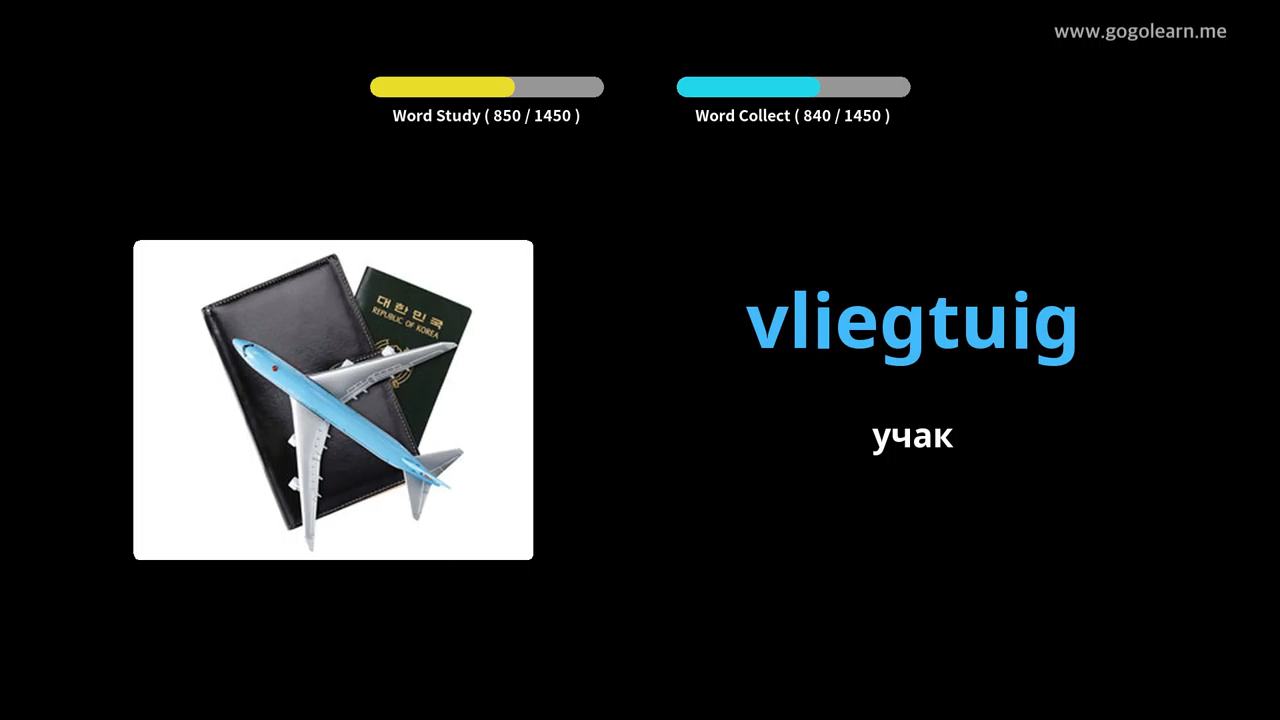 www.gogolearn.me
Word Study ( 850 / 1450 )
Word Collect ( 840 / 1450 )
대한민국
REPUBLIC OF KOREA
vliegtuig
учак